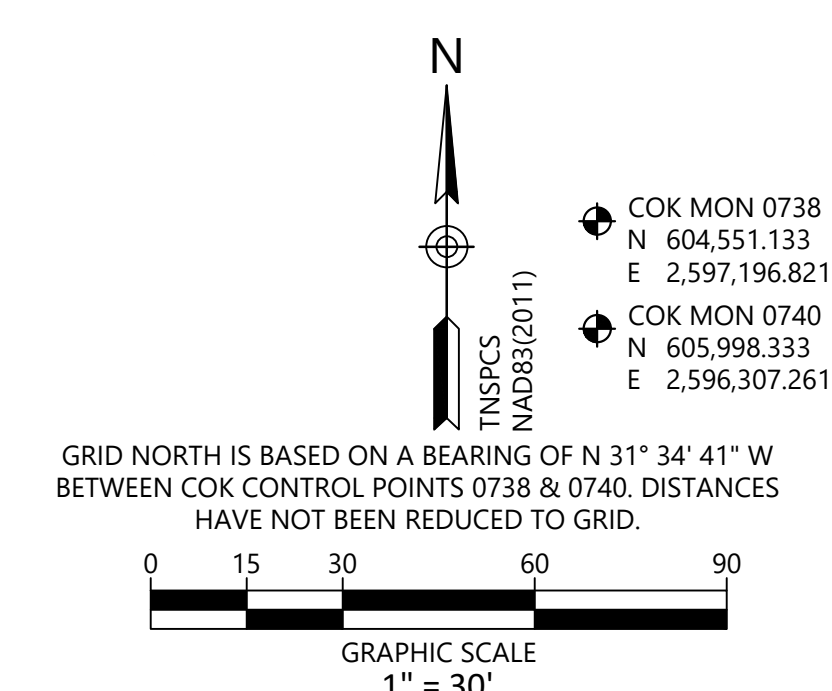 N
COK MON 0738
N 604,551.133
E 2,597,196.821
COK MON 0740
N 605,998.333
E 2,596,307.261
TNSPCS
NAD83(2011)
GRID NORTH IS BASED ON A BEARING OF N 31° 34' 41" W
BETWEEN COK CONTROL POINTS 0738 & 0740. DISTANCES
HAVE NOT BEEN REDUCED TO GRID.
0 15 30 60 90
GRAPHIC SCALE
1" = 30'